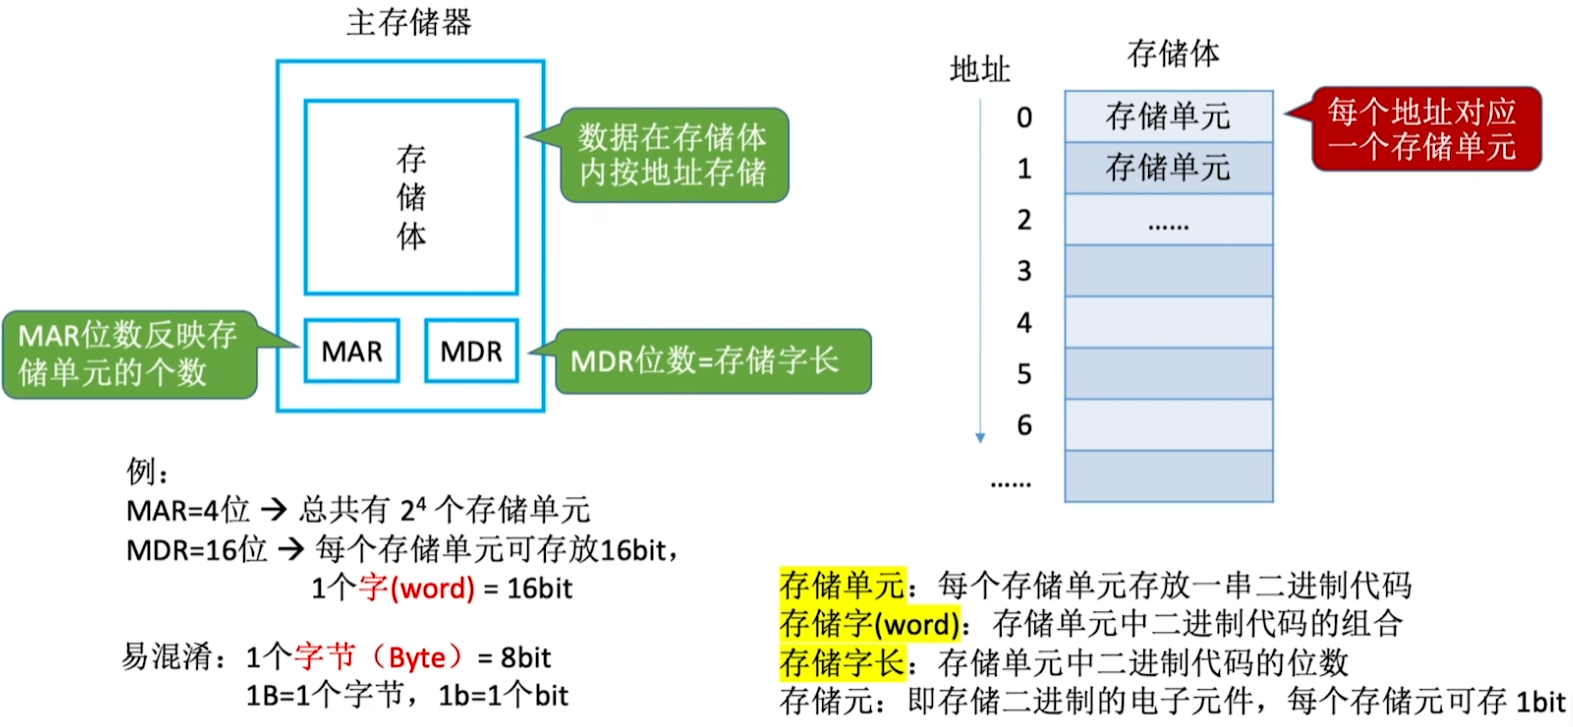 主存储器
存
储
体
数据在存储体
内按地址存储
MAR位数反映存
储单元的个数
MAR
MDR
MDR位数=存储字长
地址
存储体
0
存储单元
1
存储单元
2
......
3
4
5
6
......
每个地址对应
一个存储单元
例：
MAR=4位 → 总共有 2⁴ 个存储单元
MDR=16位 → 每个存储单元可存放16bit，
1个字(word) = 16bit
易混淆：1个字节（Byte）= 8bit
1B=1个字节，1b=1个bit
存储单元：每个存储单元存放一串二进制代码
存储字(word)：存储单元中二进制代码的组合
存储字长：存储单元中二进制代码的位数
存储元：即存储二进制的电子元件，每个存储元可存 1bit